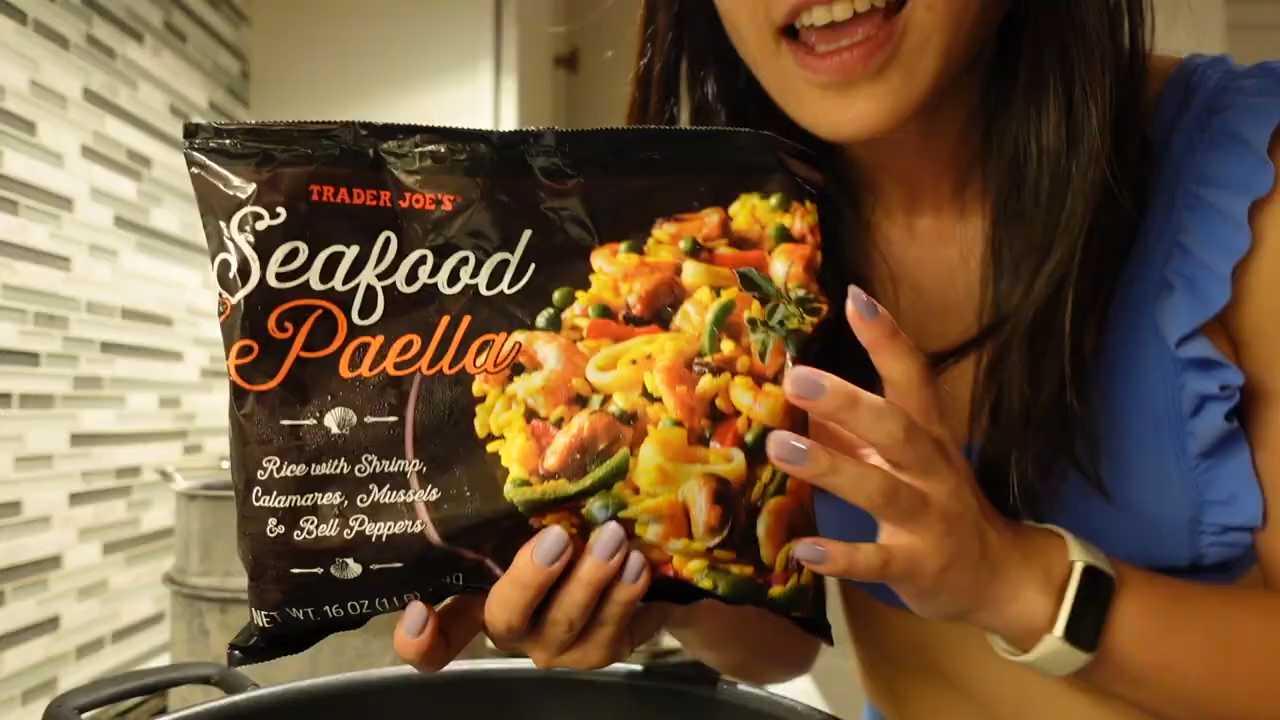 TRADER JOE'S
Seafood
Paella
Rice with Shrimp,
Calamares, Mussels
& Bell Peppers
NET WT. 16 OZ (1 LB)